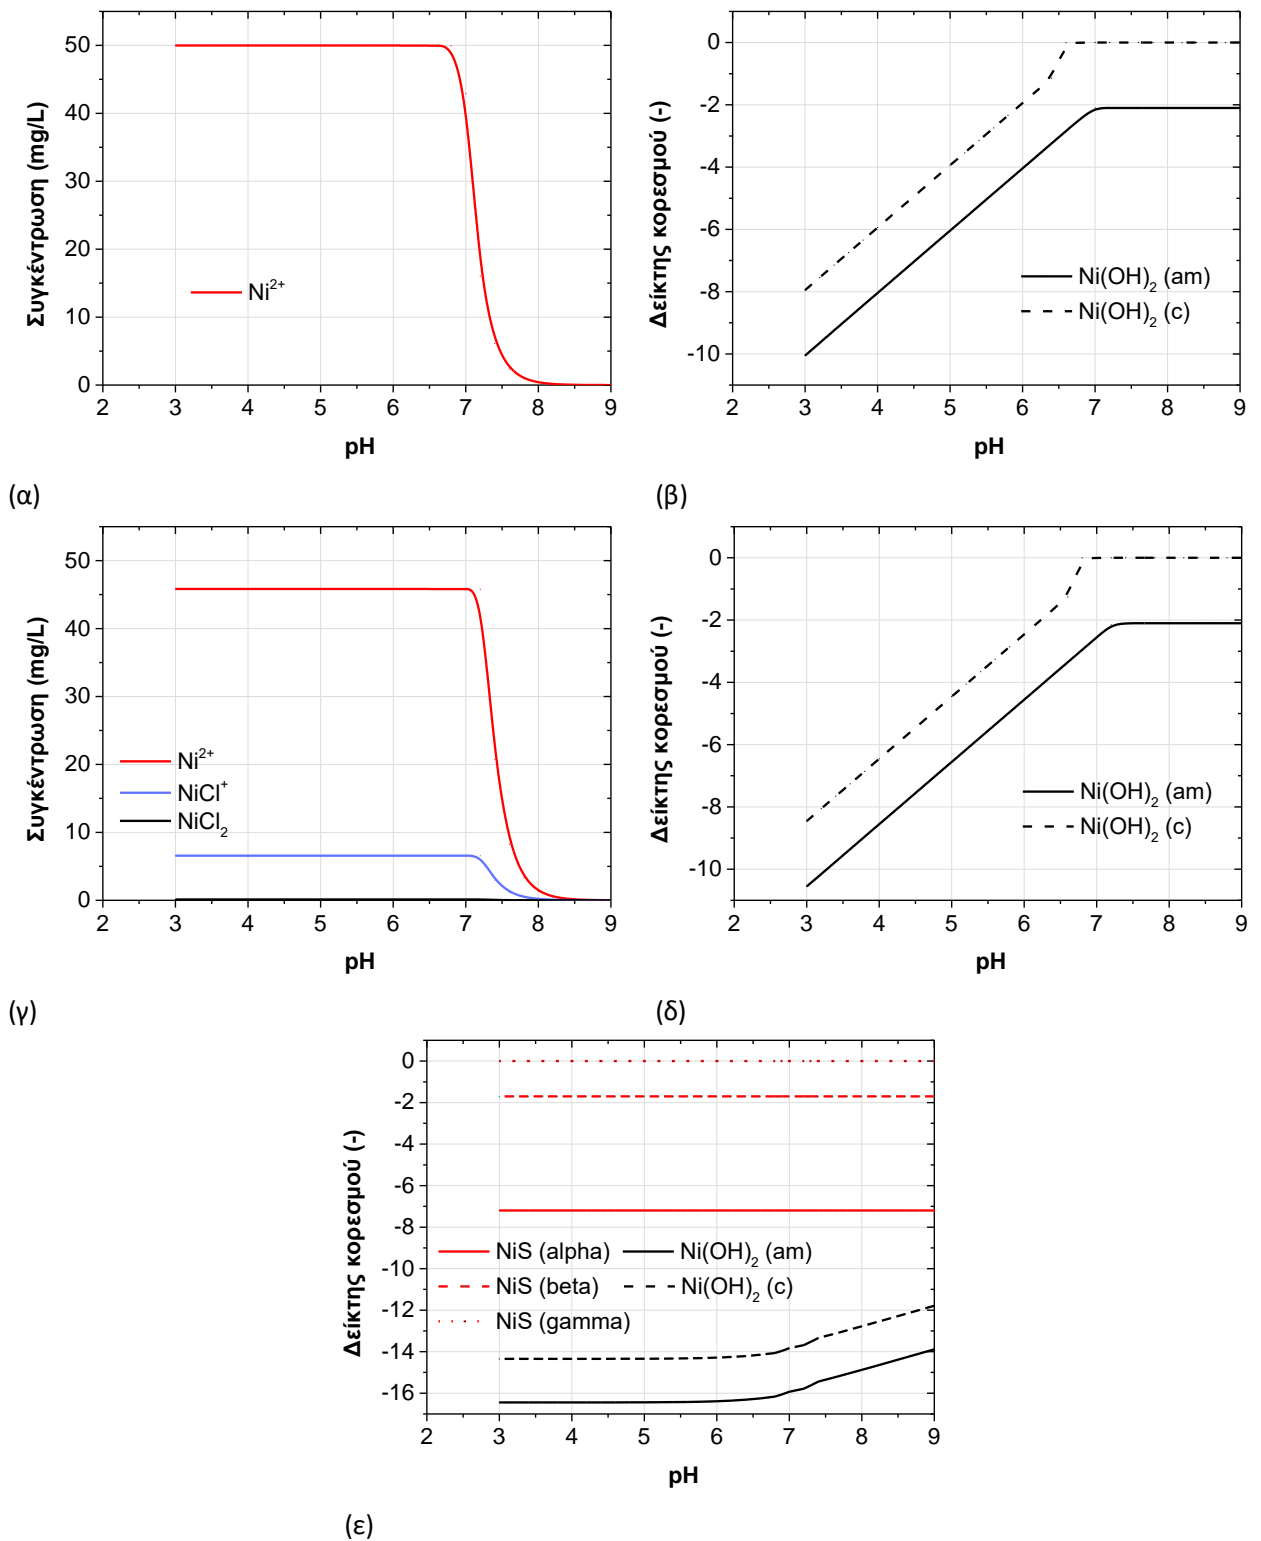 50
40
30
20
10
0
2 3 4 5 6 7 8 9
Συγκέντρωση (mg/L)
pH
Ni²⁺
(α)
0
-2
-4
-6
-8
-10
2 3 4 5 6 7 8 9
Δείκτης κορεσμού (-)
pH
Ni(OH)₂ (am)
Ni(OH)₂ (c)
(β)
50
40
30
20
10
0
2 3 4 5 6 7 8 9
Συγκέντρωση (mg/L)
pH
Ni²⁺
NiCl⁺
NiCl₂
(γ)
0
-2
-4
-6
-8
-10
2 3 4 5 6 7 8 9
Δείκτης κορεσμού (-)
pH
Ni(OH)₂ (am)
Ni(OH)₂ (c)
(δ)
0
-2
-4
-6
-8
-10
-12
-14
-16
2 3 4 5 6 7 8 9
Δείκτης κορεσμού (-)
pH
NiS (alpha) Ni(OH)₂ (am)
NiS (beta) Ni(OH)₂ (c)
NiS (gamma)
(ε)